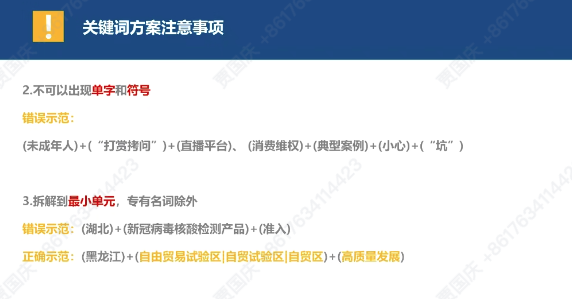 !
关键词方案注意事项
2.不可以出现单字和符号
错误示范：
(未成年人)+(“打赏拷问”)+(直播平台)、(消费维权)+(典型案例)+(小心)+(“坑”)
3.拆解到最小单元，专有名词除外
错误示范：(湖北)+(新冠病毒核酸检测产品)+(准入)
正确示范：(黑龙江)+(自由贸易试验区|自贸试验区|自贸区)+(高质量发展)
贾国庆 +8617634114423